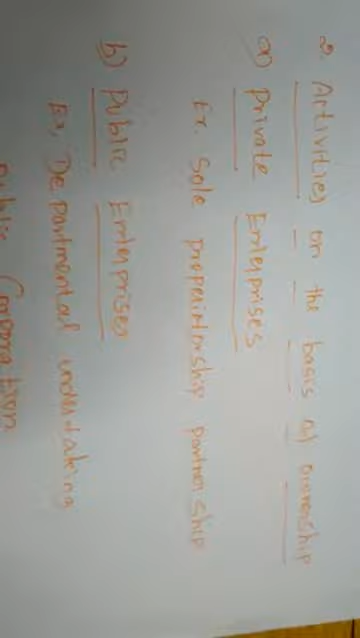 2. Activities on the basis of ownership
a) Private Enterprises
Ex. Sole propraintorship partnership
b) Public Enterprises
Ex, Departmental undertaking
Public Corporation